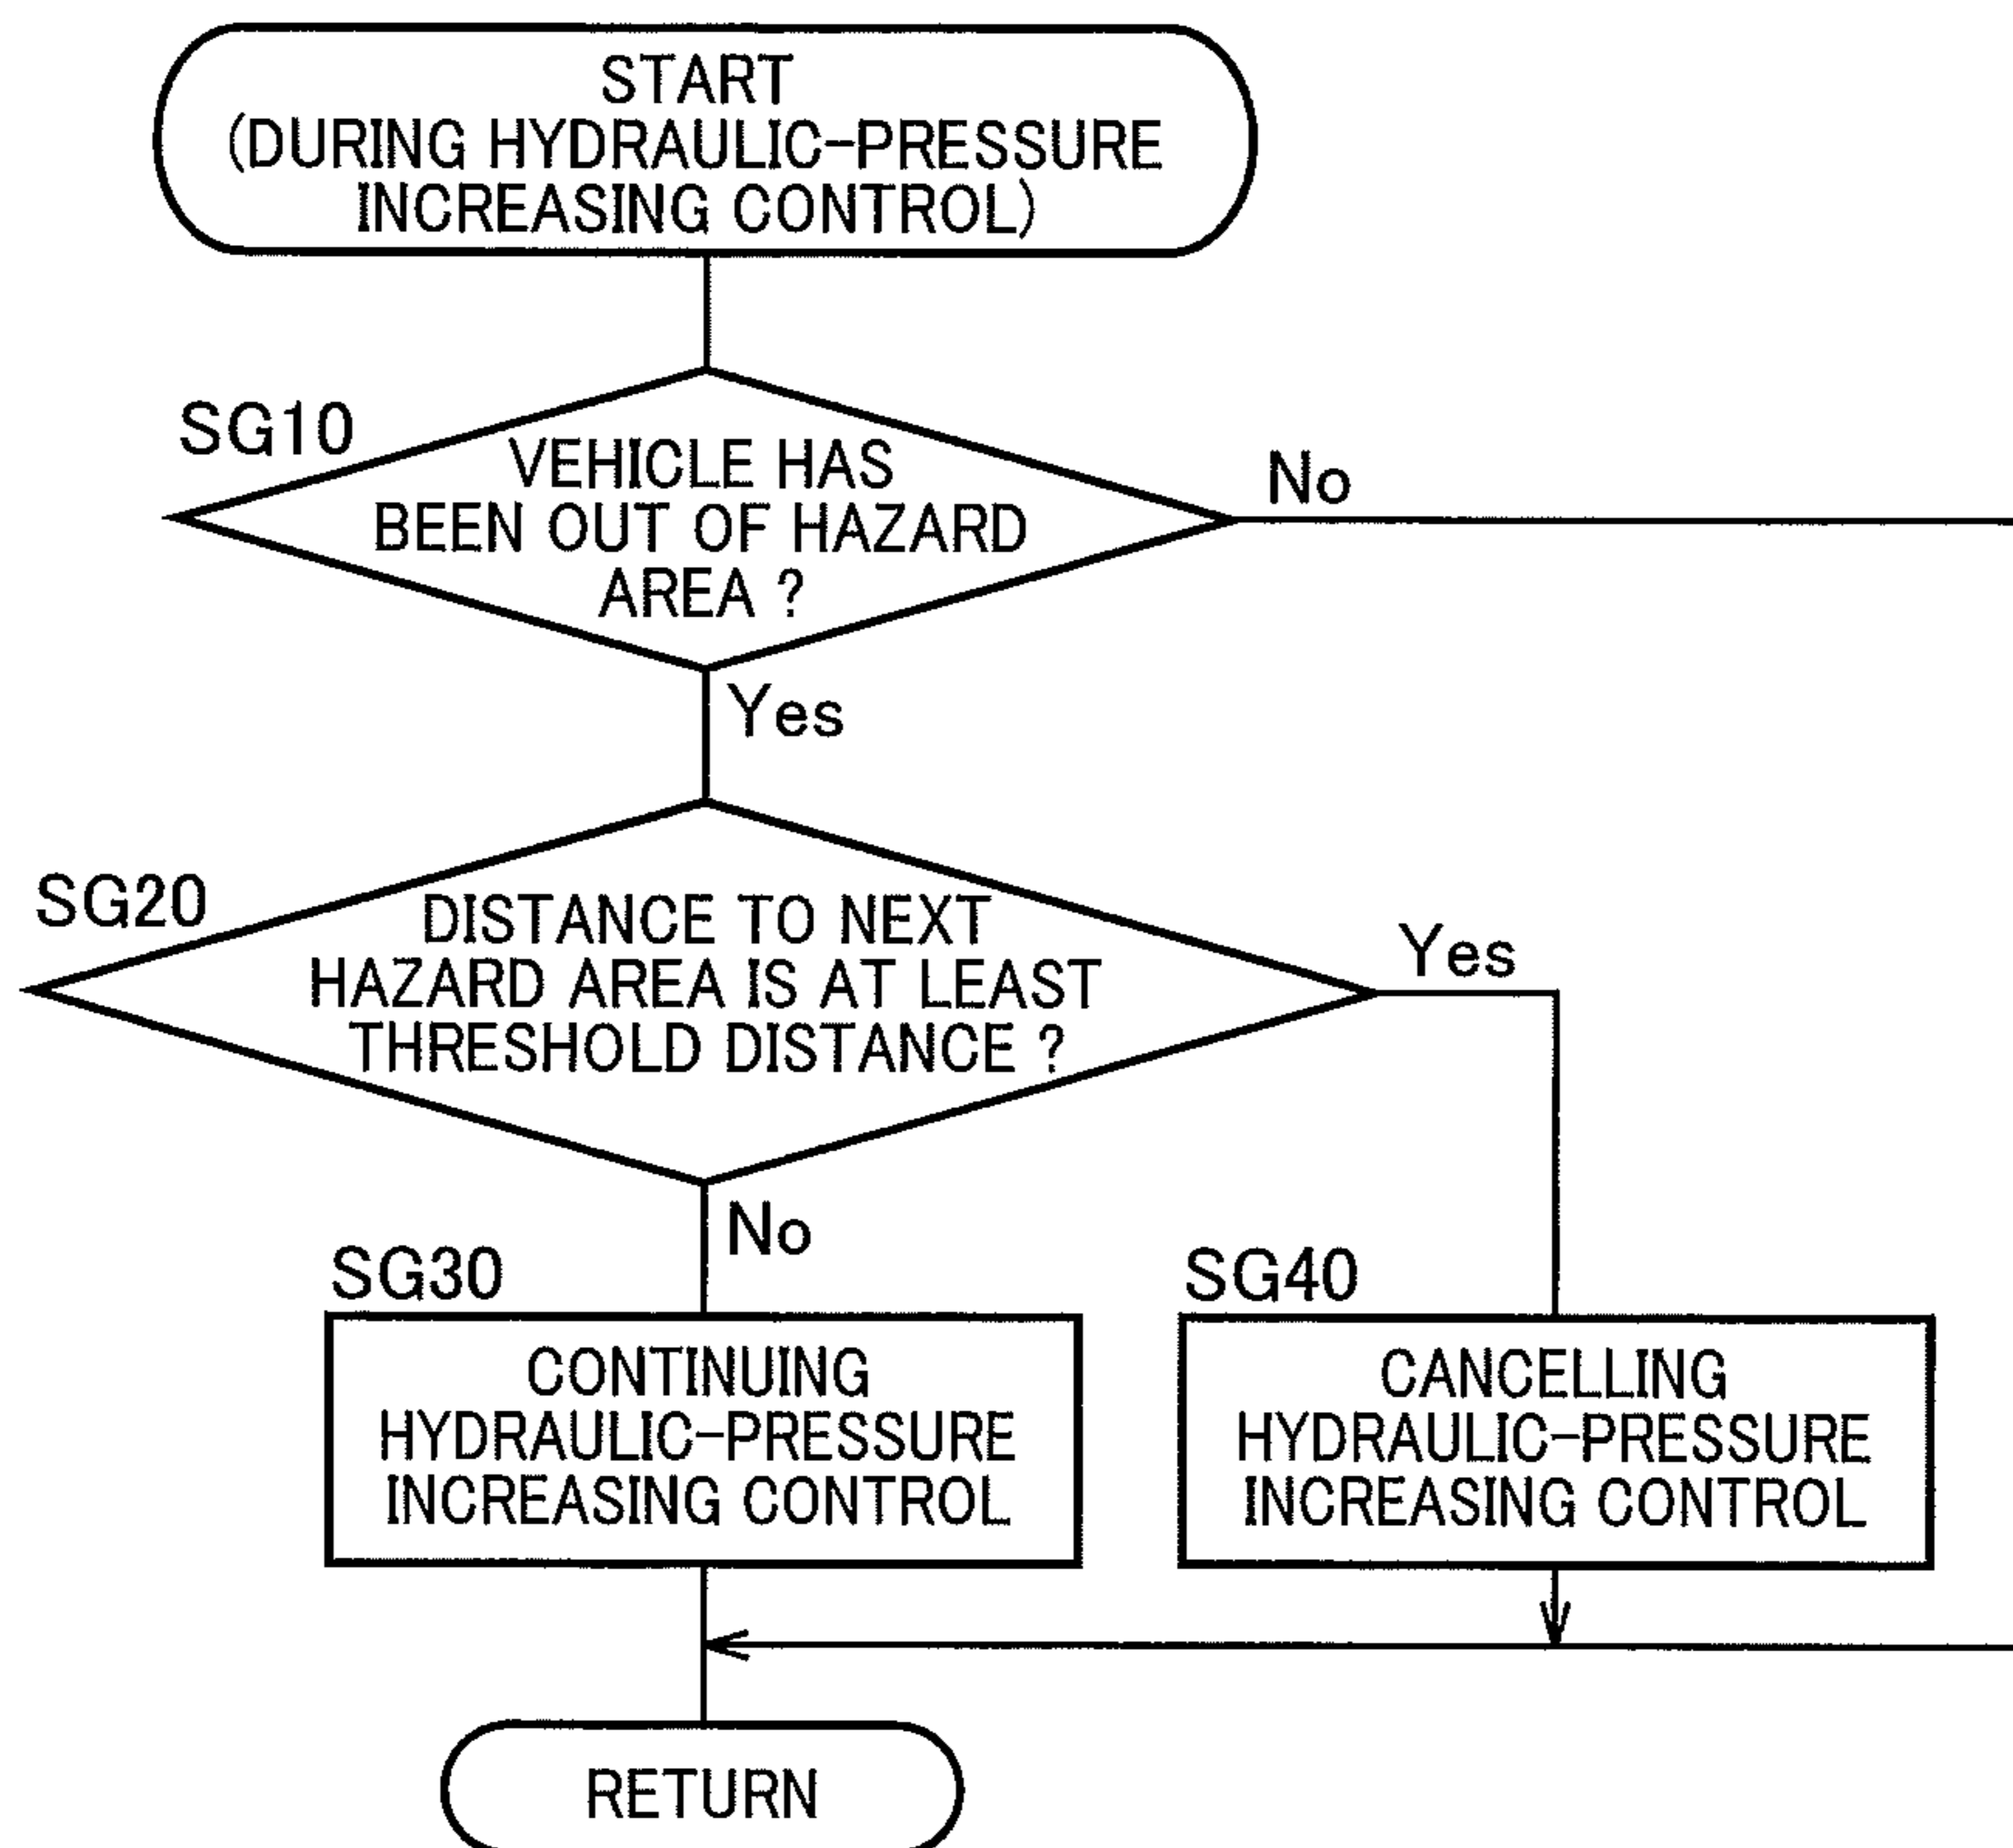 START
(DURING HYDRAULIC-PRESSURE
INCREASING CONTROL)
SG10
VEHICLE HAS
BEEN OUT OF HAZARD
AREA ?
No
Yes
SG20
DISTANCE TO NEXT
HAZARD AREA IS AT LEAST
THRESHOLD DISTANCE ?
Yes
No
SG30
CONTINUING
HYDRAULIC-PRESSURE
INCREASING CONTROL
SG40
CANCELLING
HYDRAULIC-PRESSURE
INCREASING CONTROL
RETURN